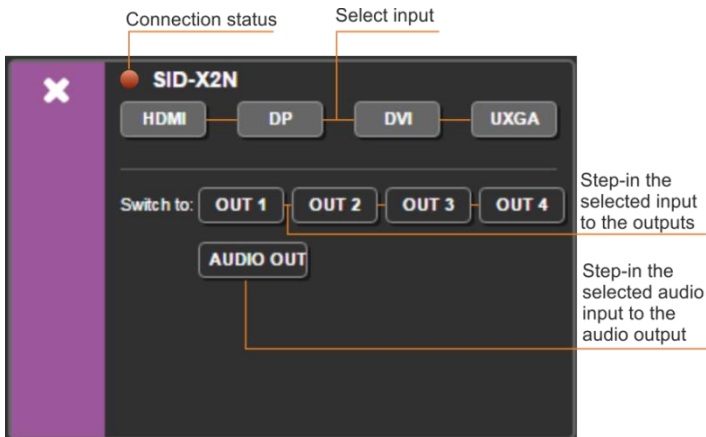 Connection status
Select input
SID-X2N
HDMI DP DVI UXGA
Switch to: OUT 1 OUT 2 OUT 3 OUT 4
AUDIO OUT
Step-in the
selected input
to the outputs
Step-in the
selected audio
input to the
audio output